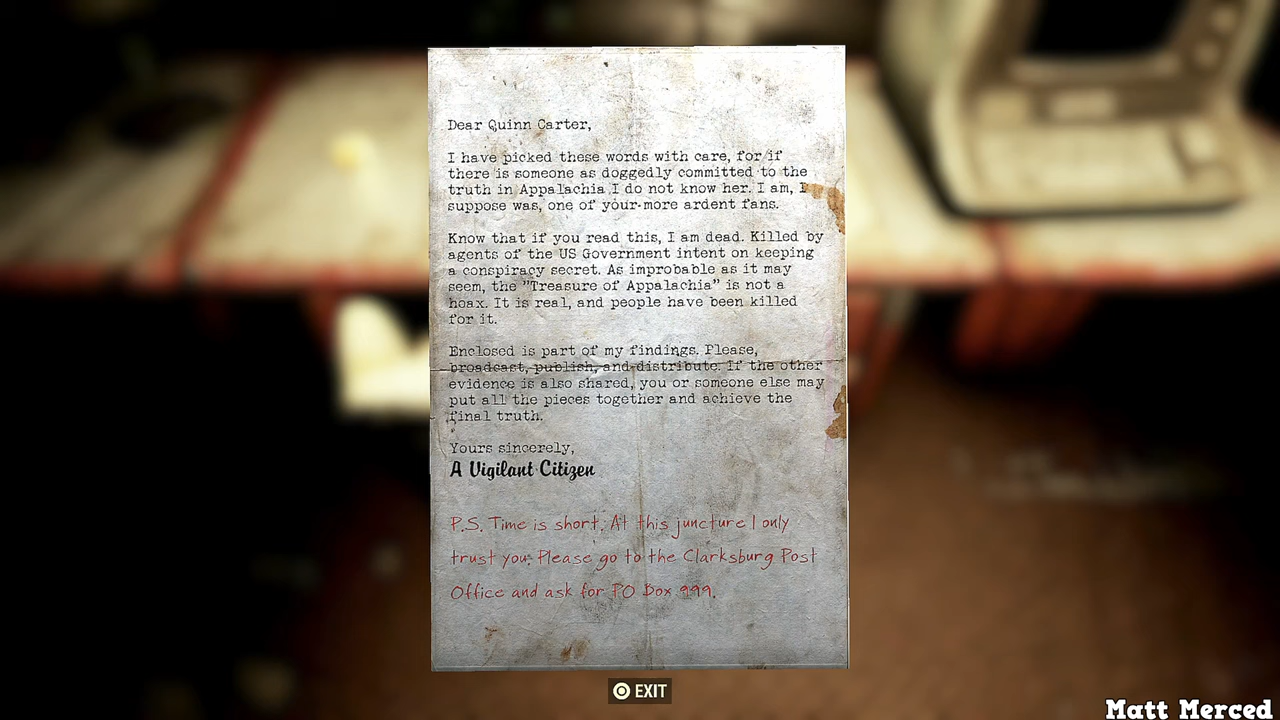 Dear Quinn Carter,
I have picked these words with care, for if
there is someone as doggedly committed to the
truth in Appalachia I do not know her. I am, I
suppose was, one of your more ardent fans.
Know that if you read this, I am dead. Killed by
agents of the US Government intent on keeping
a conspiracy secret. As improbable as it may
seem, the "Treasure of Appalachia" is not a
hoax. It is real, and people have been killed
for it.
Enclosed is part of my findings. Please,
broadcast, publish, and distribute. If the other
evidence is also shared, you or someone else may
put all the pieces together and achieve the
final truth.
Yours sincerely,
A Vigilant Citizen
P.S. Time is short. At this juncture I only
trust you. Please go to the Clarksburg Post
Office and ask for PO Box 999.
EXIT
Matt Merced